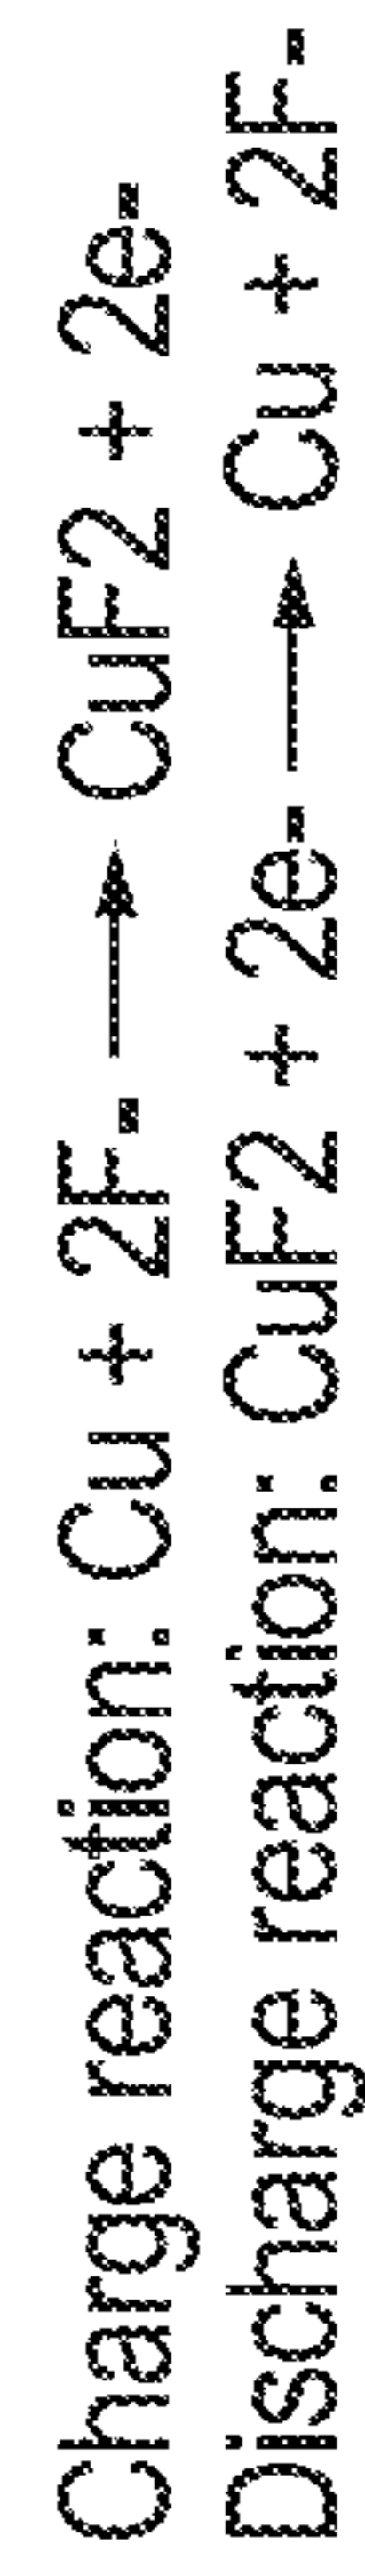 Charge reaction: Cu + 2F- → CuF2 + 2e-
Discharge reaction: CuF2 + 2e- → Cu + 2F-